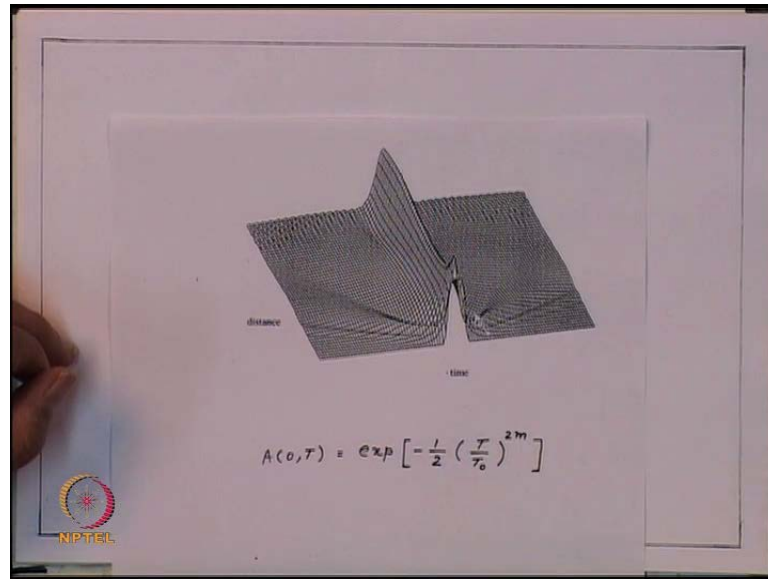 distance
time
A(0,T) = exp [ - 1/2 ( T/T₀ )^2m ]
NPTEL